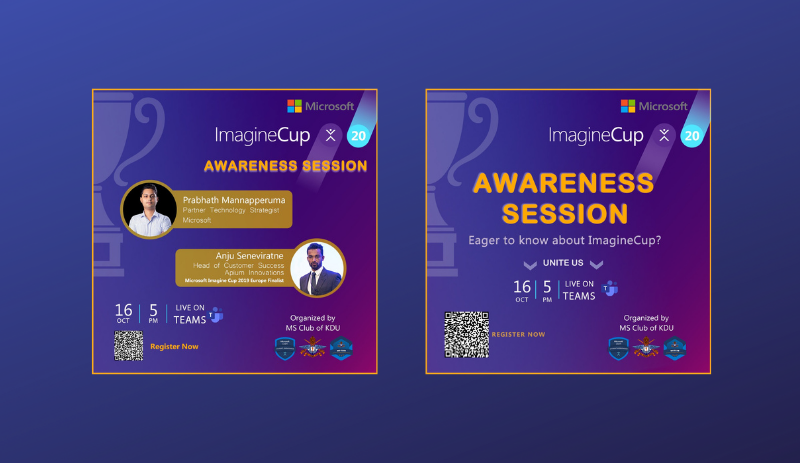 Microsoft
ImagineCup 20
AWARENESS SESSION
Prabhath Mannapperuma
Partner Technology Strategist
Microsoft
Anju Seneviratne
Head of Customer Success
Apium Innovations
Microsoft Imagine Cup 2013 Europe Finalist
16 OCT
5 PM
LIVE ON
TEAMS
Register Now
Organized by
MS Club of KDU
Microsoft
ImagineCup 20
AWARENESS
SESSION
Eager to know about ImagineCup?
UNITE US
16 OCT
5 PM
LIVE ON
TEAMS
REGISTER NOW
Organized by
MS Club of KDU